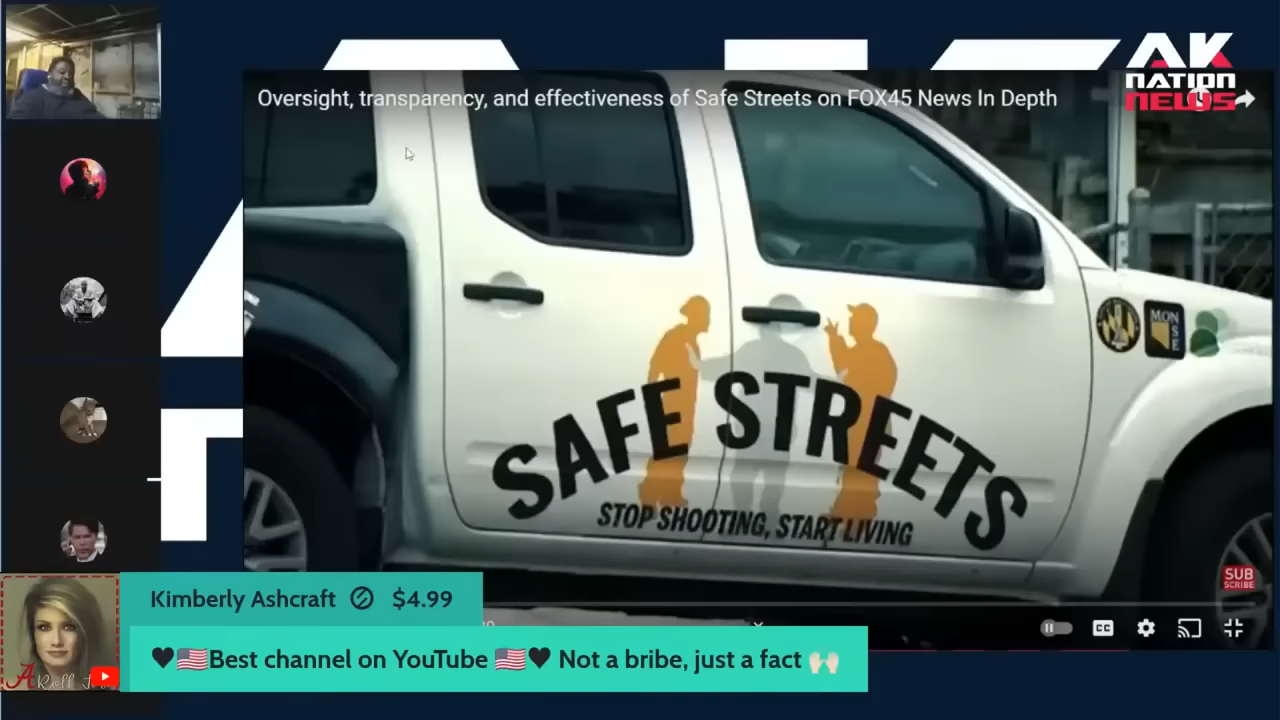 Oversight, transparency, and effectiveness of Safe Streets on FOX45 News In Depth
AK
NATION
NEWS
MON
SE
SAFE STREETS
STOP SHOOTING, START LIVING
SUB
SCRIBE
Kimberly Ashcraft $4.99
♥🇺🇸Best channel on YouTube 🇺🇸♥ Not a bribe, just a fact 🙌🏻
CC